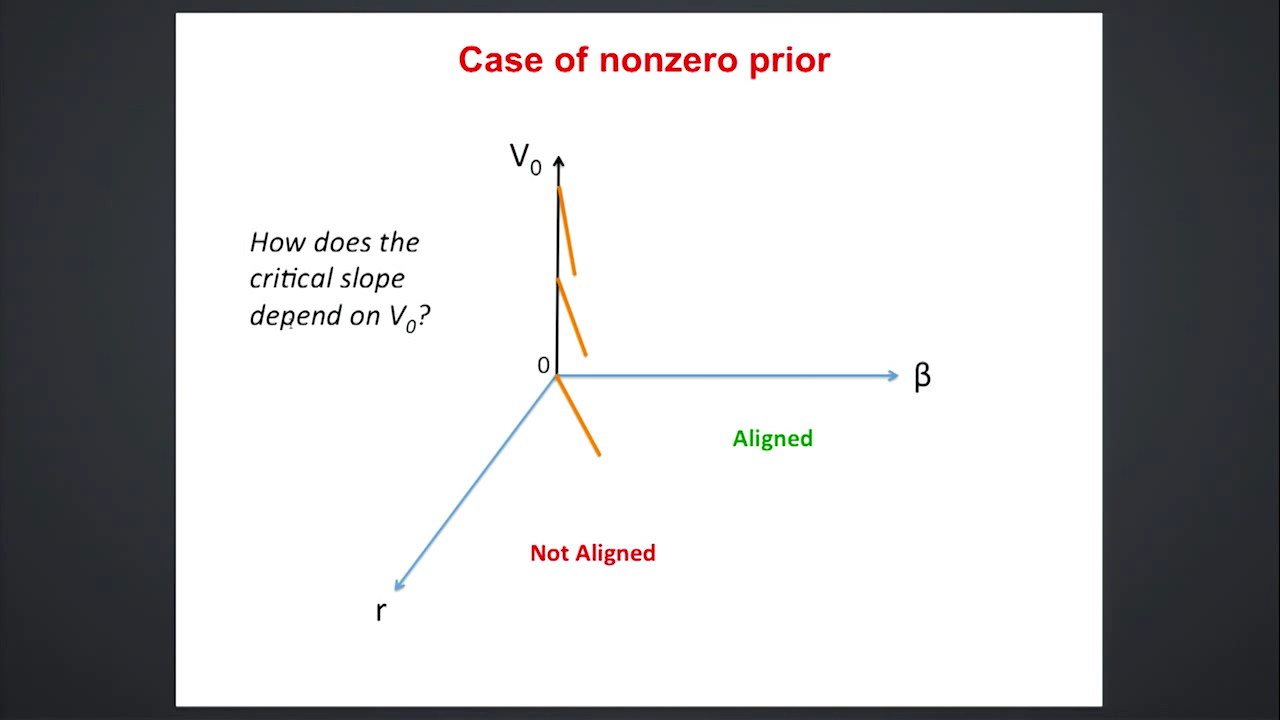 Case of nonzero prior
V₀
How does the
critical slope
depend on V₀?
0
β
Aligned
Not Aligned
r